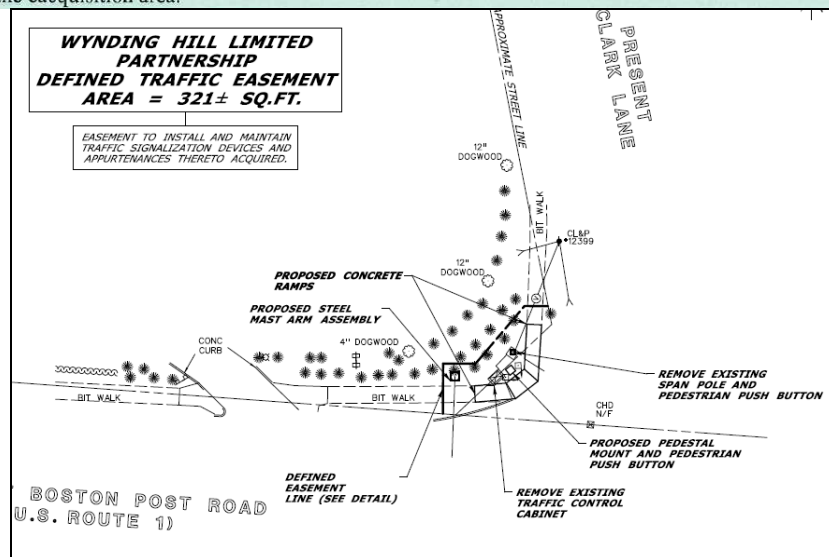 the eacquisition area.
WYNDING HILL LIMITED
PARTNERSHIP
DEFINED TRAFFIC EASEMENT
AREA = 321± SQ.FT.
EASEMENT TO INSTALL AND MAINTAIN
TRAFFIC SIGNALIZATION DEVICES AND
APPURTENANCES THERETO ACQUIRED.
APPROXIMATE STREET LINE
PRESENT
CLARK LANE
12"
DOGWOOD
BIT WALK
CL&P
12399
12"
DOGWOOD
PROPOSED CONCRETE
RAMPS
PROPOSED STEEL
MAST ARM ASSEMBLY
4" DOGWOOD
CONC
CURB
BIT WALK
BIT WALK
REMOVE EXISTING
SPAN POLE AND
PEDESTRIAN PUSH BUTTON
CHD
N/F
PROPOSED PEDESTAL
MOUNT AND PEDESTRIAN
PUSH BUTTON
DEFINED
EASEMENT
LINE (SEE DETAIL)
REMOVE EXISTING
TRAFFIC CONTROL
CABINET
BOSTON POST ROAD
U.S. ROUTE 1)